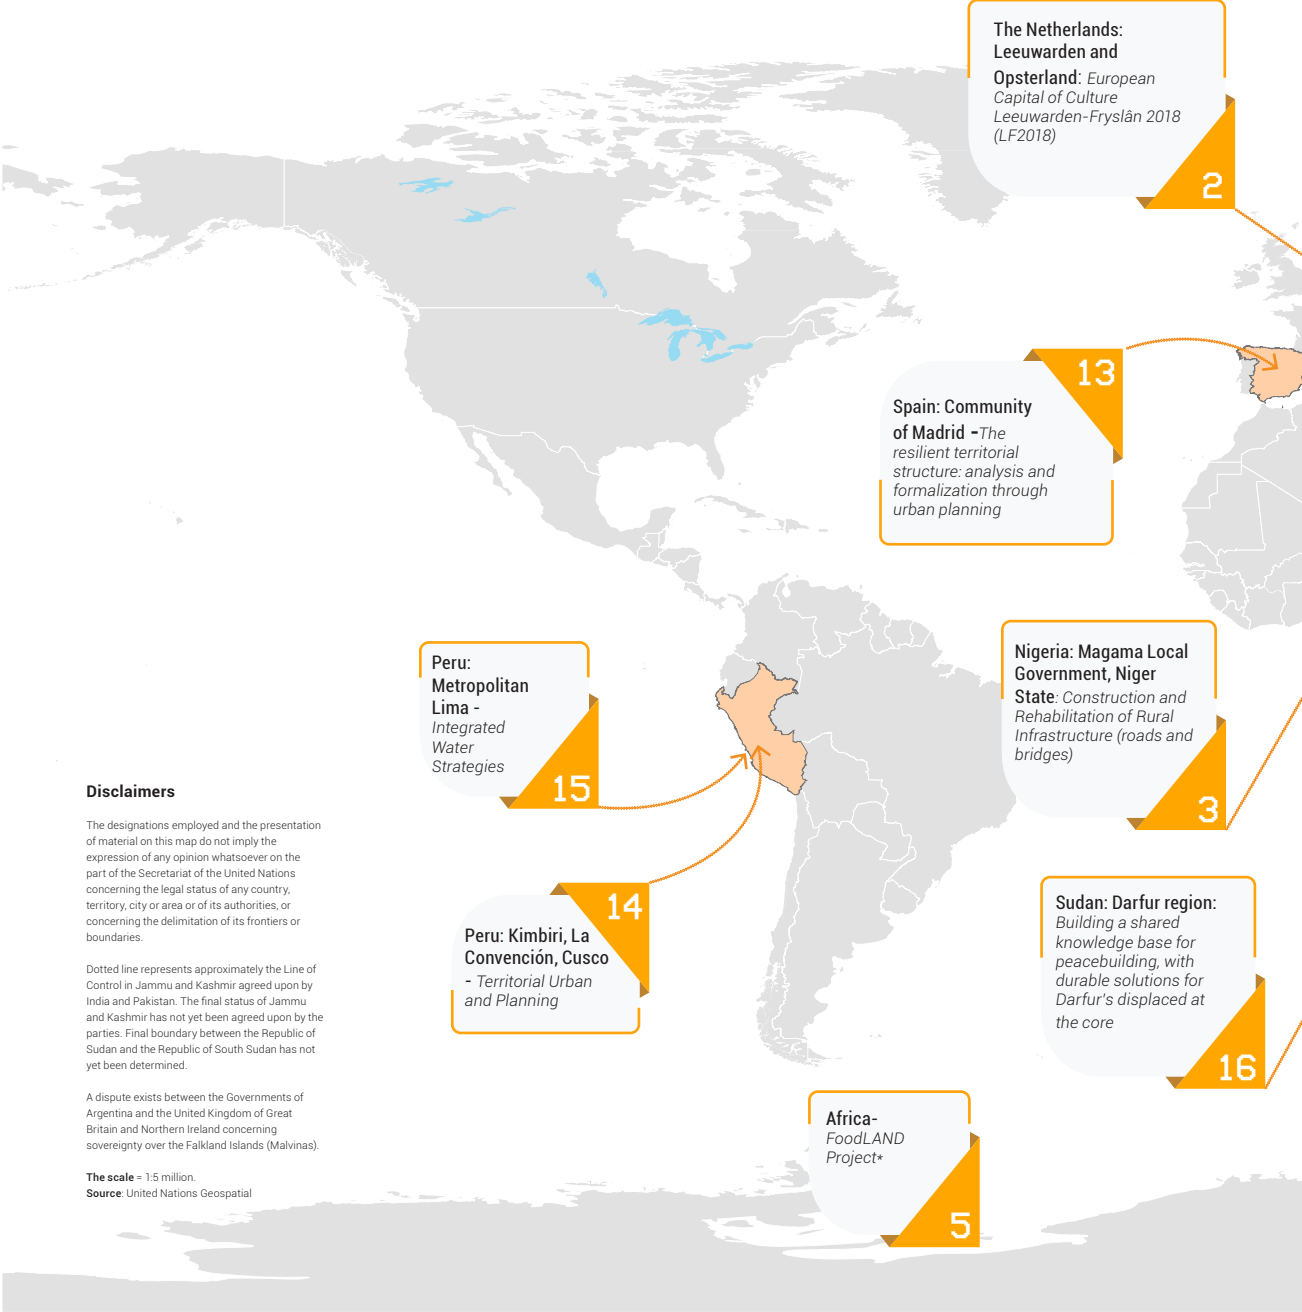 The Netherlands:
Leeuwarden and
Opsterland: European
Capital of Culture
Leeuwarden-Fryslân 2018
(LF2018)
2
13
Spain: Community
of Madrid -The
resilient territorial
structure: analysis and
formalization through
urban planning
Peru:
Metropolitan
Lima -
Integrated
Water
Strategies
15
Nigeria: Magama Local
Government, Niger
State: Construction and
Rehabilitation of Rural
Infrastructure (roads and
bridges)
3
14
Peru: Kimbiri, La
Convención, Cusco
- Territorial Urban
and Planning
Sudan: Darfur region:
Building a shared
knowledge base for
peacebuilding, with
durable solutions for
Darfur's displaced at
the core
16
Africa-
FoodLAND
Project*
5
Disclaimers
The designations employed and the presentation
of material on this map do not imply the
expression of any opinion whatsoever on the
part of the Secretariat of the United Nations
concerning the legal status of any country,
territory, city or area or of its authorities, or
concerning the delimitation of its frontiers or
boundaries.
Dotted line represents approximately the Line of
Control in Jammu and Kashmir agreed upon by
India and Pakistan. The final status of Jammu
and Kashmir has not yet been agreed upon by the
parties. Final boundary between the Republic of
Sudan and the Republic of South Sudan has not
yet been determined.
A dispute exists between the Governments of
Argentina and the United Kingdom of Great
Britain and Northern Ireland concerning
sovereignty over the Falkland Islands (Malvinas).
The scale = 1:5 million.
Source: United Nations Geospatial